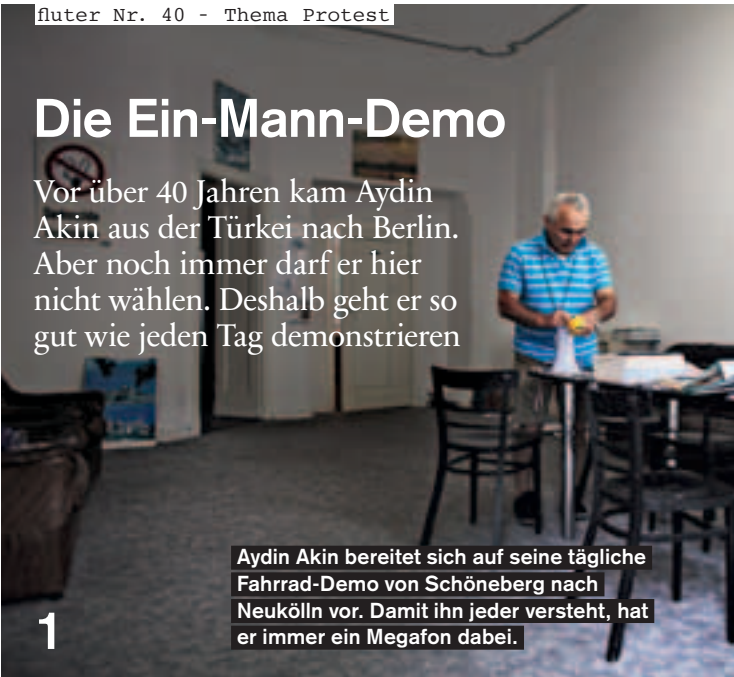 fluter Nr. 40 - Thema Protest
Die Ein-Mann-Demo
Vor über 40 Jahren kam Aydin
Akin aus der Türkei nach Berlin.
Aber noch immer darf er hier
nicht wählen. Deshalb geht er so
gut wie jeden Tag demonstrieren
Aydin Akin bereitet sich auf seine tägliche
Fahrrad-Demo von Schöneberg nach
Neukölln vor. Damit ihn jeder versteht, hat
er immer ein Megafon dabei.
1